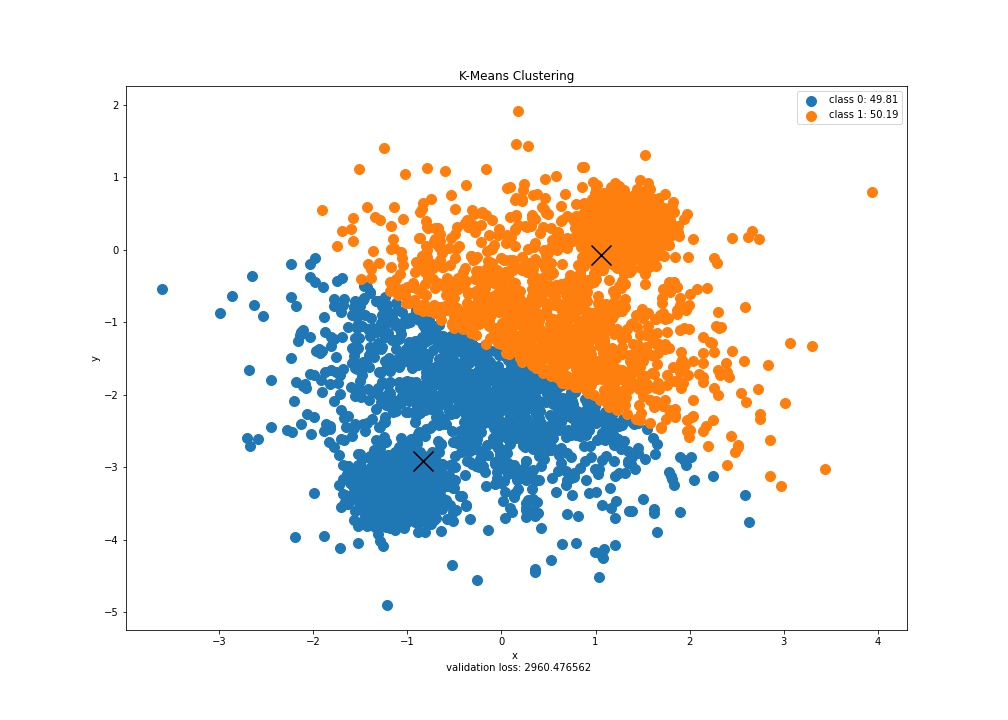 K-Means Clustering
class 0: 49.81
class 1: 50.19
2
1
0
−1
−2
−3
−4
−5
y
−3 −2 −1 0 1 2 3 4
x
validation loss: 2960.476562